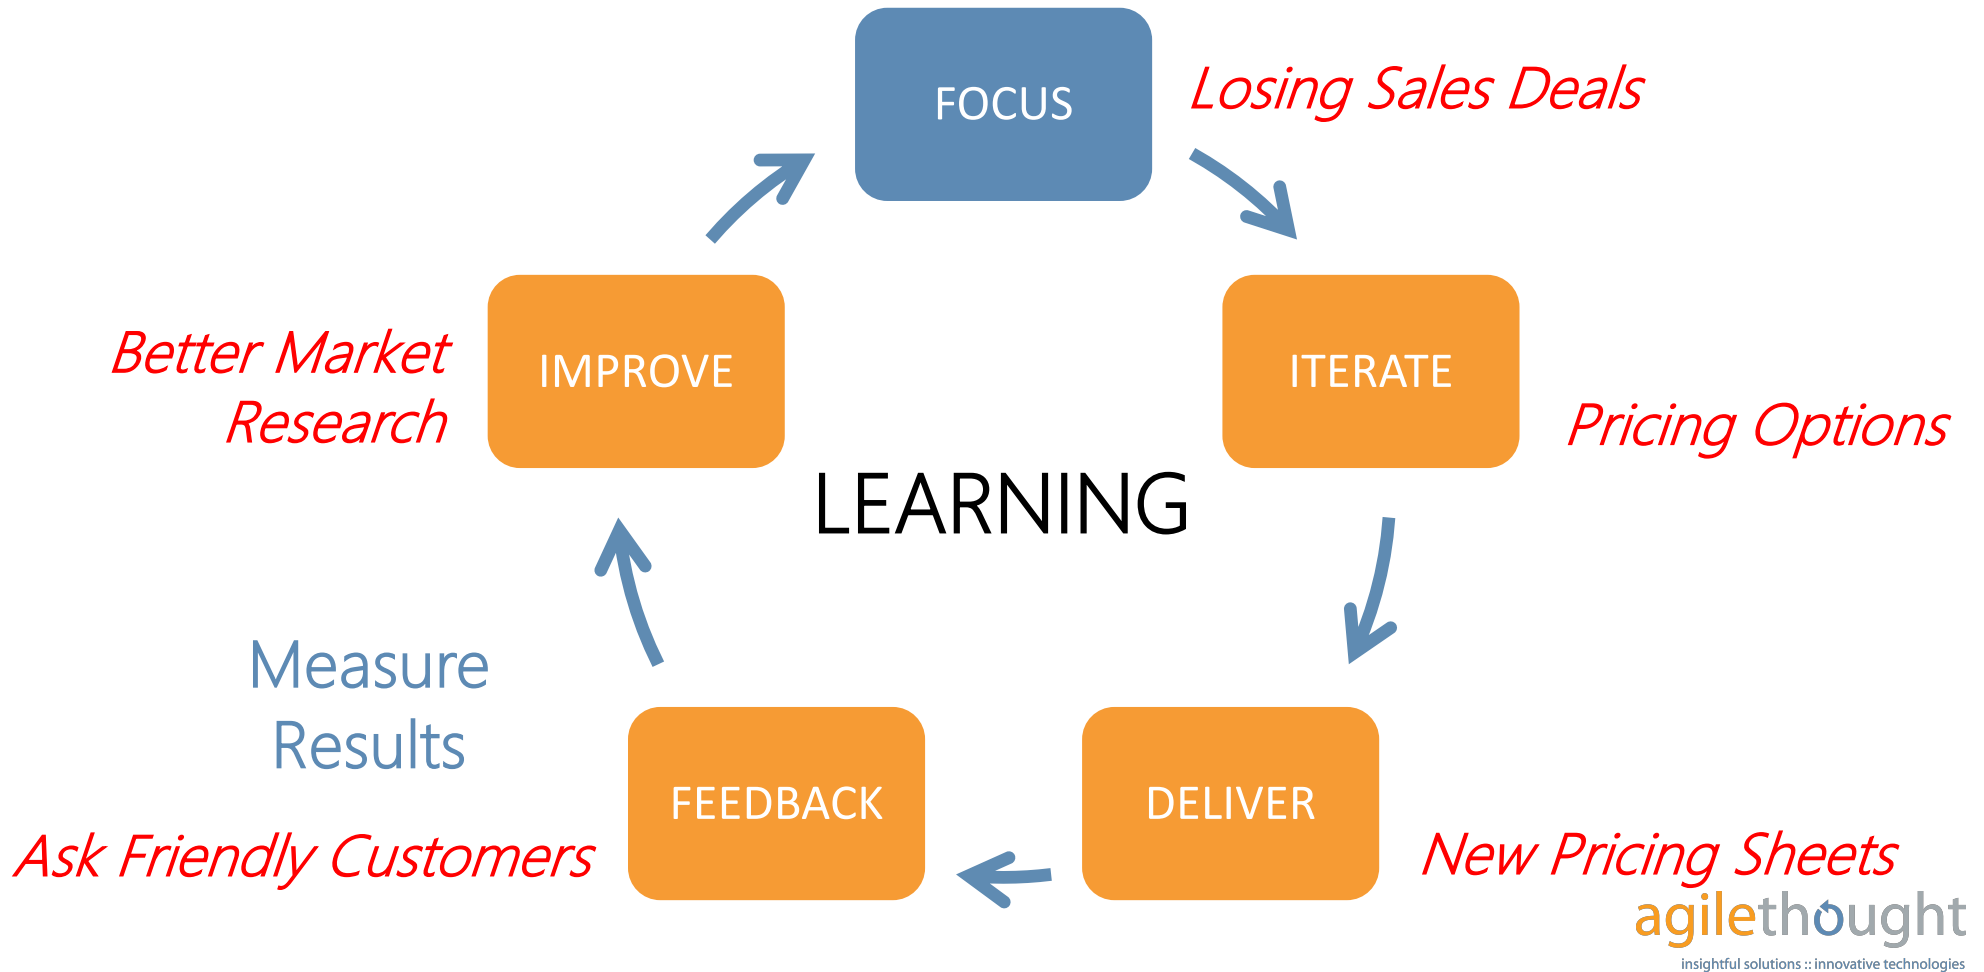 FOCUS
Losing Sales Deals
ITERATE
Pricing Options
DELIVER
New Pricing Sheets
FEEDBACK
Ask Friendly Customers
Measure
Results
IMPROVE
Better Market
Research
LEARNING
agilethought
insightful solutions :: innovative technologies